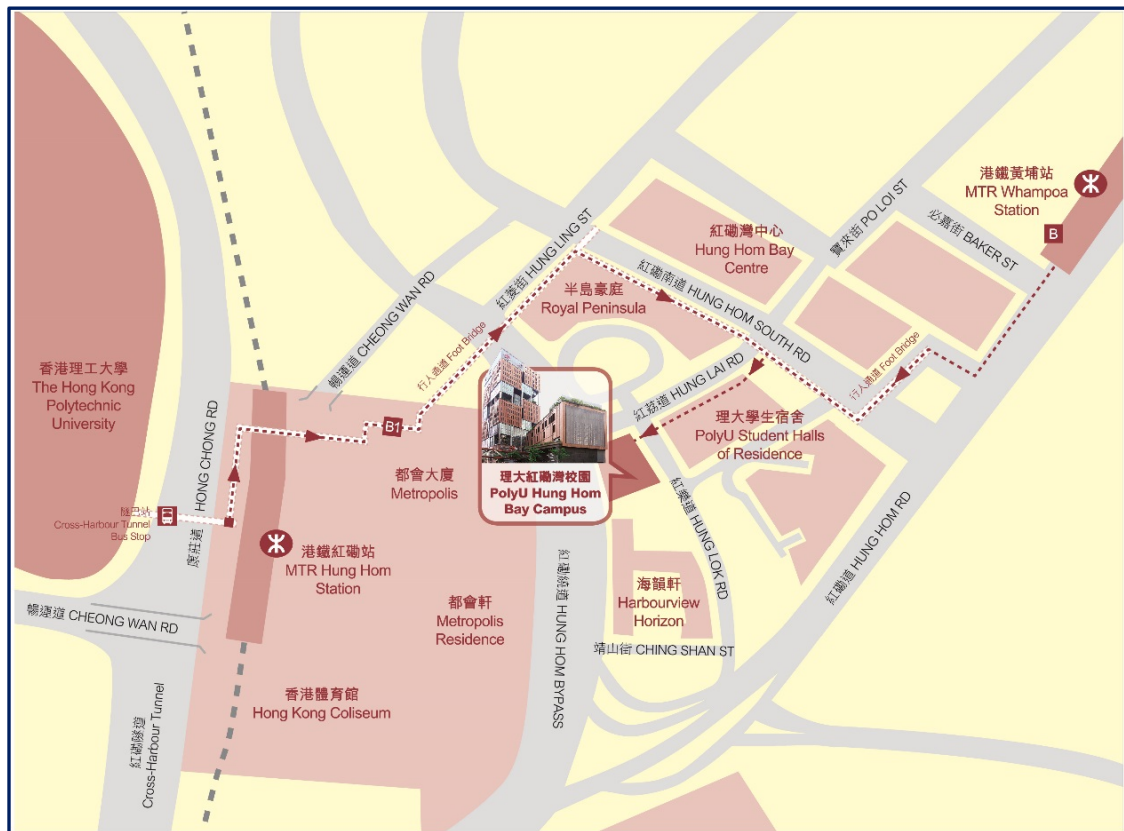 港鐵黃埔站
MTR Whampoa
Station
B
必嘉街 BAKER ST
寶來街 PO LOI ST
紅磡灣中心
Hung Hom Bay
Centre
紅菱街 HUNG LING ST
紅磡南道 HUNG HOM SOUTH RD
半島豪庭
Royal Peninsula
暢運道 CHEONG WAN RD
行人通道 Foot Bridge
行人通道 Foot Bridge
紅荔道 HUNG LAI RD
香港理工大學
The Hong Kong
Polytechnic
University
理大學生宿舍
PolyU Student Halls
of Residence
B1
都會大廈
Metropolis
理大紅磡灣校園
PolyU Hung Hom
Bay Campus
康莊道 HONG CHONG RD
隧巴站
Cross-Harbour Tunnel
Bus Stop
港鐵紅磡站
MTR Hung Hom
Station
紅樂道 HUNG LOK RD
紅磡道 HUNG HOM RD
海韻軒
Harbourview
Horizon
都會軒
Metropolis
Residence
暢運道 CHEONG WAN RD
靖山街 CHING SHAN ST
紅磡繞道 HUNG HOM BYPASS
香港體育館
Hong Kong Coliseum
紅磡隧道
Cross-Harbour Tunnel